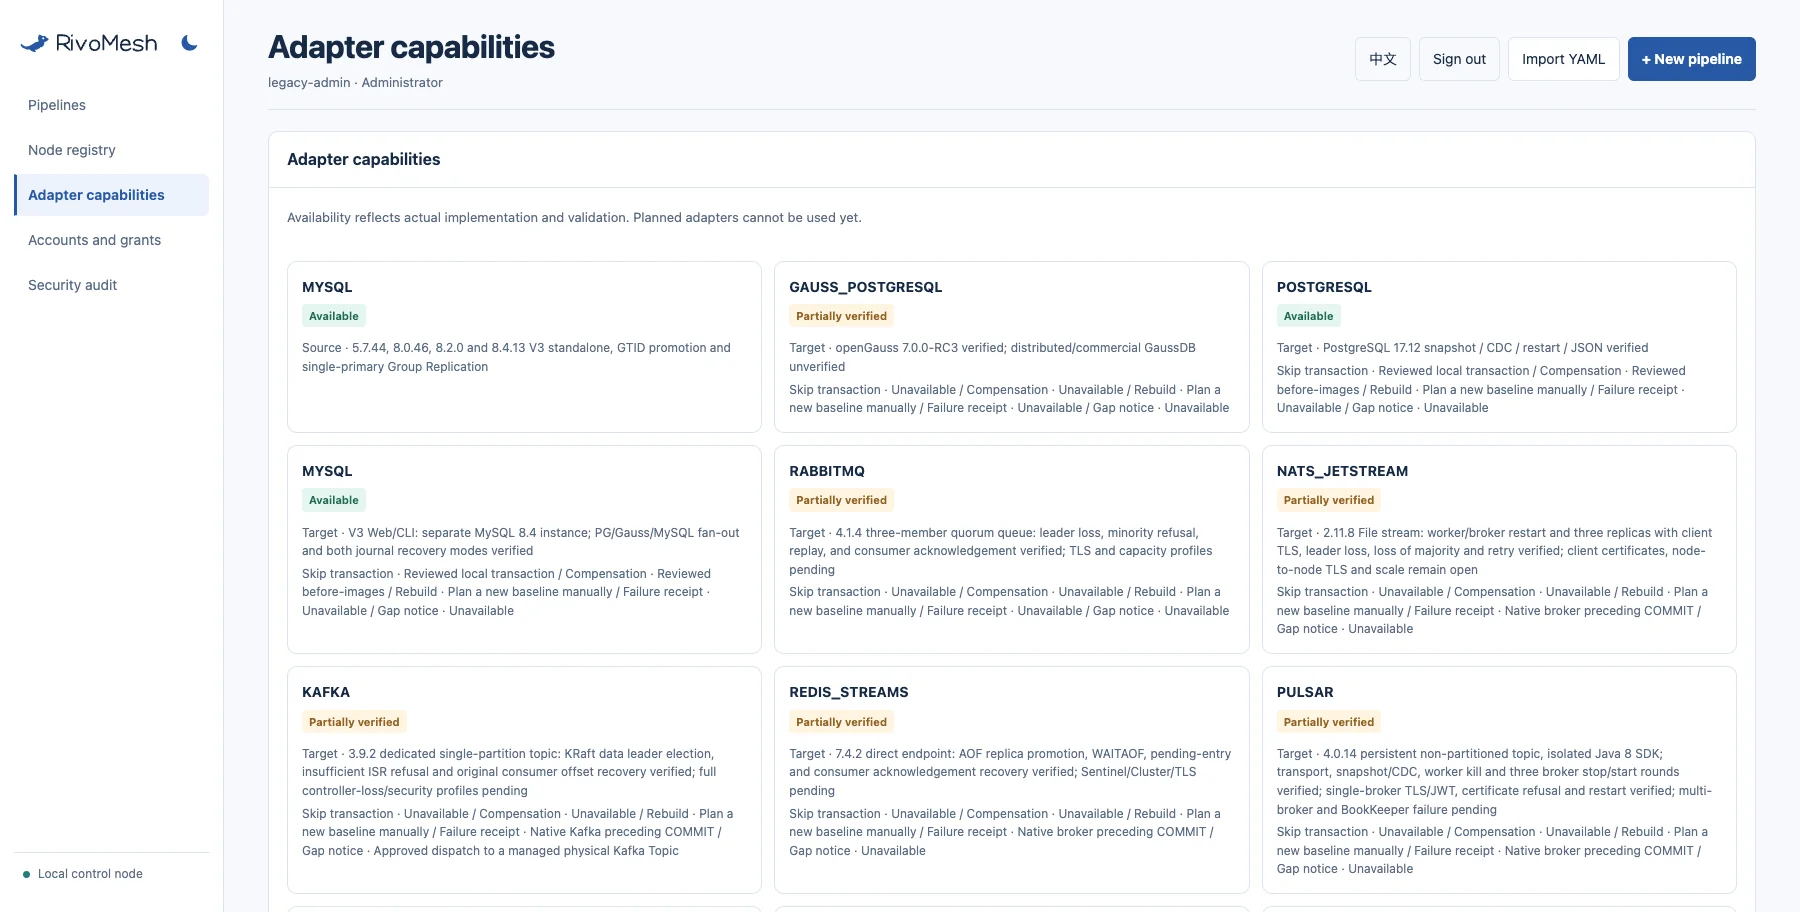 RivoMesh
Pipelines
Node registry
Adapter capabilities
Accounts and grants
Security audit
Local control node
Adapter capabilities
legacy-admin · Administrator
中文
Sign out
Import YAML
+ New pipeline
Adapter capabilities
Availability reflects actual implementation and validation. Planned adapters cannot be used yet.
MYSQL
Available
Source · 5.7.44, 8.0.46, 8.2.0 and 8.4.13 V3 standalone, GTID promotion and
single-primary Group Replication
GAUSS_POSTGRESQL
Partially verified
Target · openGauss 7.0.0-RC3 verified; distributed/commercial GaussDB
unverified
Skip transaction · Unavailable / Compensation · Unavailable / Rebuild · Plan a
new baseline manually / Failure receipt · Unavailable / Gap notice · Unavailable
POSTGRESQL
Available
Target · PostgreSQL 17.12 snapshot / CDC / restart / JSON verified
Skip transaction · Reviewed local transaction / Compensation · Reviewed
before-images / Rebuild · Plan a new baseline manually / Failure receipt ·
Unavailable / Gap notice · Unavailable
MYSQL
Available
Target · V3 Web/CLI: separate MySQL 8.4 instance; PG/Gauss/MySQL fan-out
and both journal recovery modes verified
Skip transaction · Reviewed local transaction / Compensation · Reviewed
before-images / Rebuild · Plan a new baseline manually / Failure receipt ·
Unavailable / Gap notice · Unavailable
RABBITMQ
Partially verified
Target · 4.1.4 three-member quorum queue: leader loss, minority refusal,
replay, and consumer acknowledgement verified; TLS and capacity profiles
pending
Skip transaction · Unavailable / Compensation · Unavailable / Rebuild · Plan a
new baseline manually / Failure receipt · Unavailable / Gap notice · Unavailable
NATS_JETSTREAM
Partially verified
Target · 2.11.8 File stream: worker/broker restart and three replicas with client
TLS, leader loss, loss of majority and retry verified; client certificates, node-
to-node TLS and scale remain open
Skip transaction · Unavailable / Compensation · Unavailable / Rebuild · Plan a
new baseline manually / Failure receipt · Native broker preceding COMMIT /
Gap notice · Unavailable
KAFKA
Partially verified
Target · 3.9.2 dedicated single-partition topic: KRaft data leader election,
insufficient ISR refusal and original consumer offset recovery verified; full
controller-loss/security profiles pending
Skip transaction · Unavailable / Compensation · Unavailable / Rebuild · Plan a
new baseline manually / Failure receipt · Native Kafka preceding COMMIT /
Gap notice · Approved dispatch to a managed physical Kafka Topic
REDIS_STREAMS
Partially verified
Target · 7.4.2 direct endpoint: AOF replica promotion, WAITAOF, pending-entry
and consumer acknowledgement recovery verified; Sentinel/Cluster/TLS
pending
Skip transaction · Unavailable / Compensation · Unavailable / Rebuild · Plan a
new baseline manually / Failure receipt · Native broker preceding COMMIT /
Gap notice · Unavailable
PULSAR
Partially verified
Target · 4.0.14 persistent non-partitioned topic, isolated Java 8 SDK;
transport, snapshot/CDC, worker kill and three broker stop/start rounds
verified; single-broker TLS/JWT, certificate refusal and restart verified; multi-
broker and BookKeeper failure pending
Skip transaction · Unavailable / Compensation · Unavailable / Rebuild · Plan a
new baseline manually / Failure receipt · Native broker preceding COMMIT /
Gap notice · Unavailable